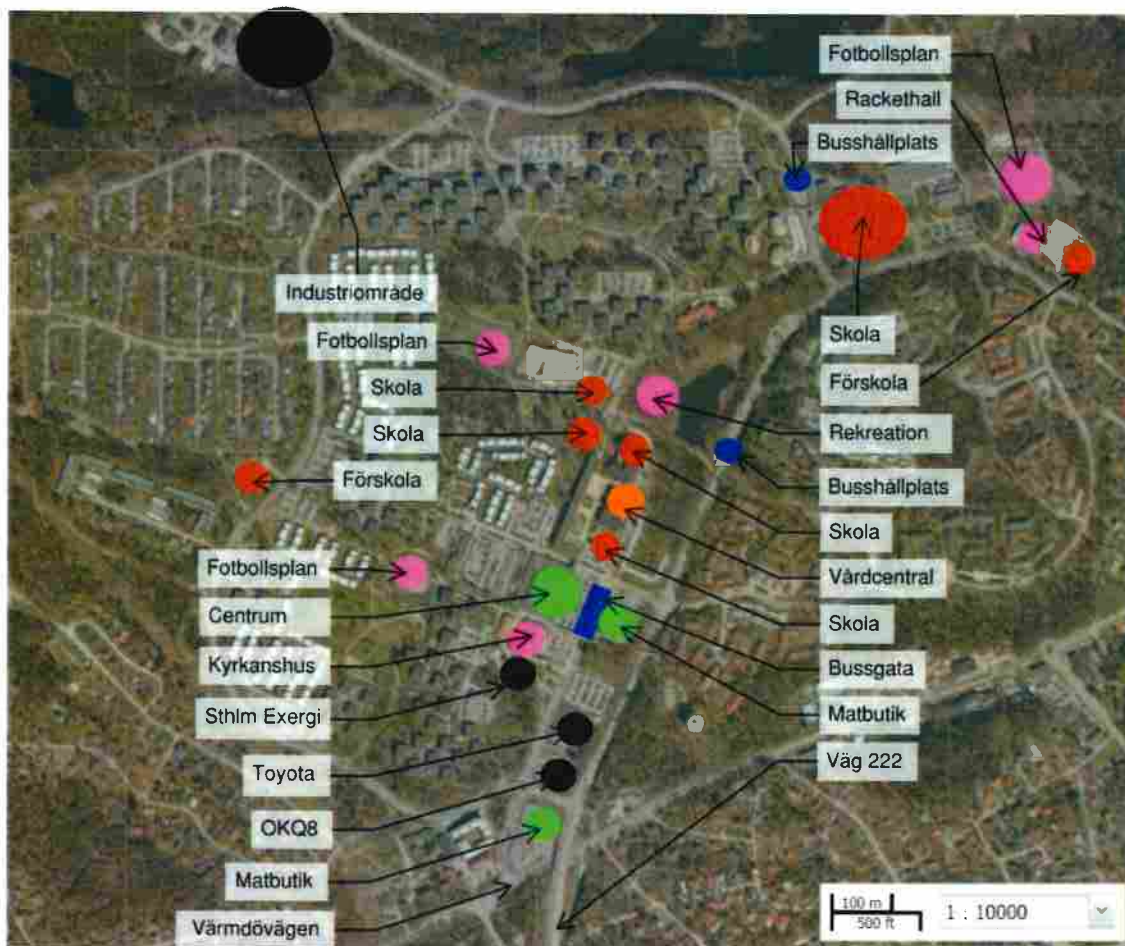 Fotbollsplan
Rackethall
Busshållplats
Industriområde
Fotbollsplan
Skola
Skola
Förskola
Skola
Förskola
Rekreation
Busshållplats
Skola
Vårdcentral
Skola
Bussgata
Matbutik
Väg 222
Fotbollsplan
Centrum
Kyrkanshus
Sthlm Exergi
Toyota
OKQ8
Matbutik
Värmdövägen
100 m
500 ft
1 : 10000